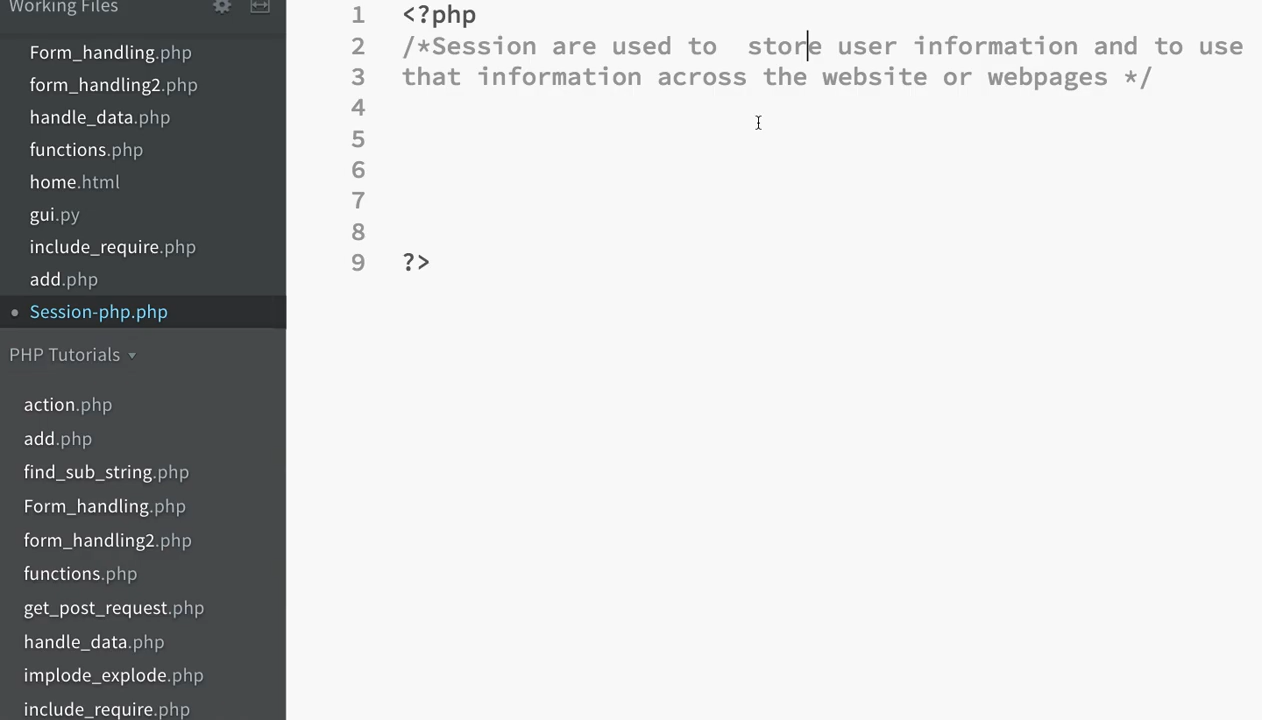 Working Files
Form_handling.php
form_handling2.php
handle_data.php
functions.php
home.html
gui.py
include_require.php
add.php
Session-php.php
PHP Tutorials
action.php
add.php
find_sub_string.php
Form_handling.php
form_handling2.php
functions.php
get_post_request.php
handle_data.php
implode_explode.php
include_require.php
1 <?php
2 /*Session are used to  store user information and to use
3 that information across the website or webpages */
4
5
6
7
8
9 ?>